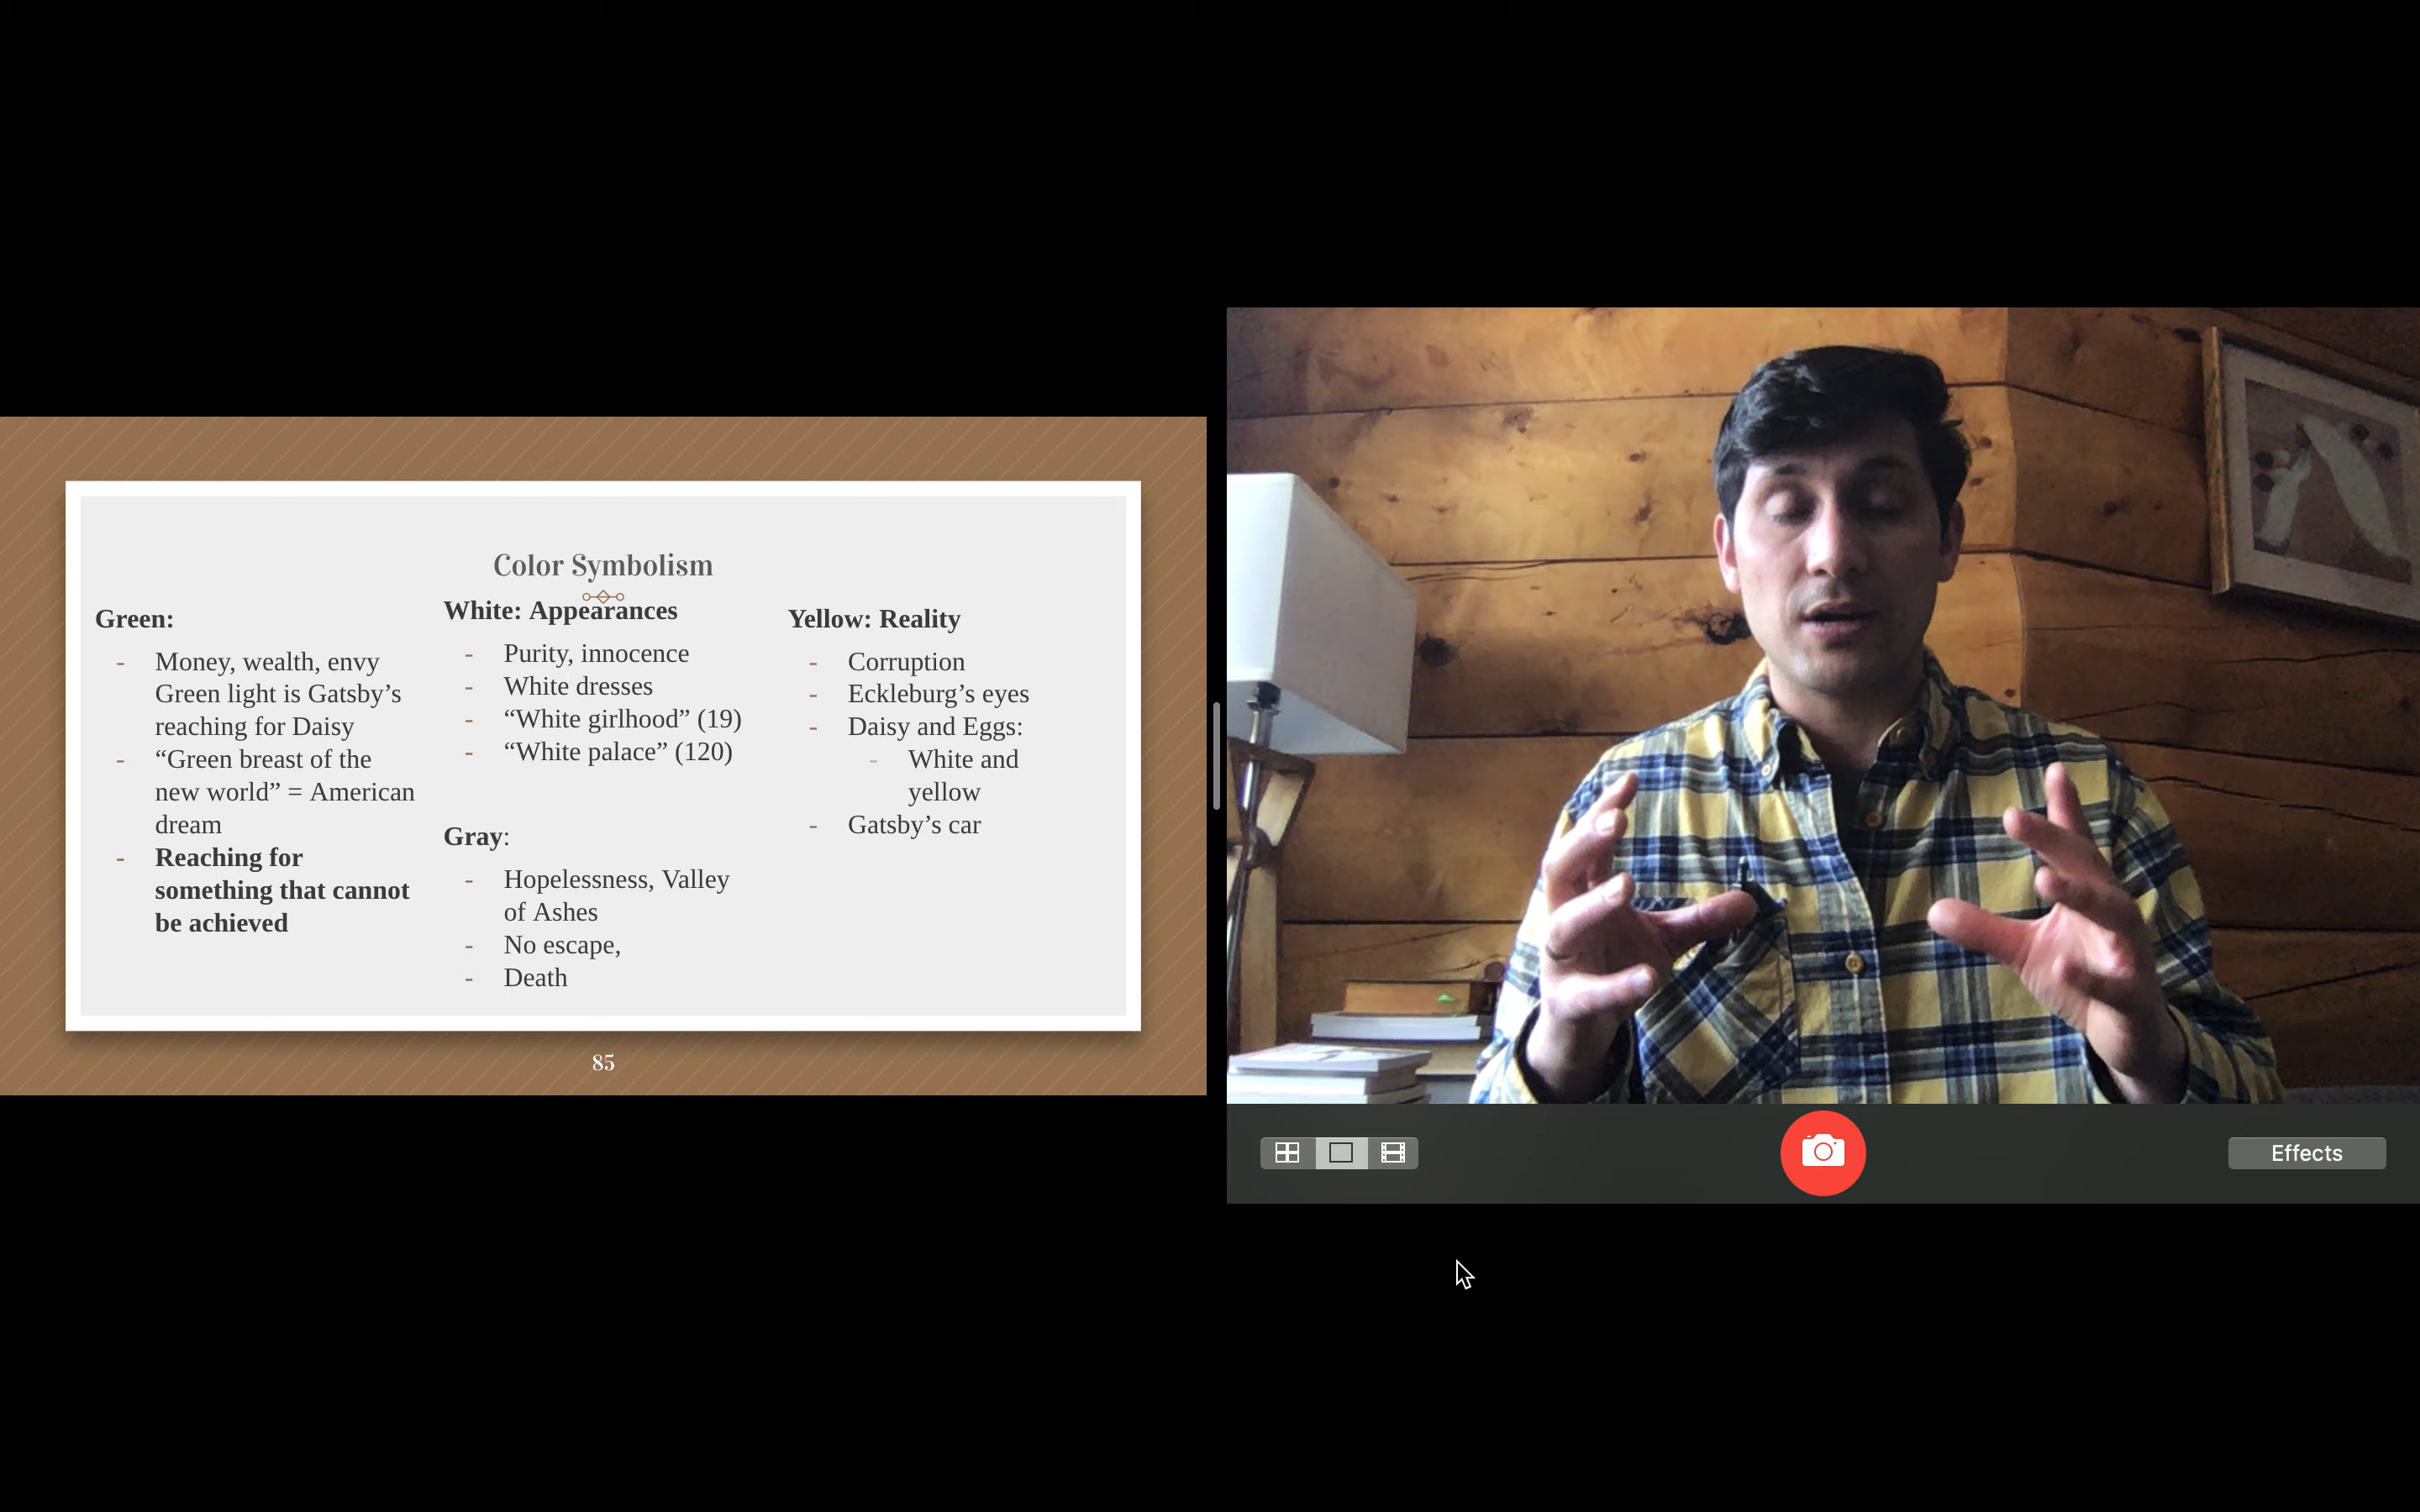 Color Symbolism
Green:
- Money, wealth, envy
Green light is Gatsby’s
reaching for Daisy
- “Green breast of the
new world” = American
dream
- Reaching for
something that cannot
be achieved
White: Appearances
- Purity, innocence
- White dresses
- “White girlhood” (19)
- “White palace” (120)
Gray:
- Hopelessness, Valley
of Ashes
- No escape,
- Death
Yellow: Reality
- Corruption
- Eckleburg’s eyes
- Daisy and Eggs:
- White and
yellow
- Gatsby’s car
85
Effects